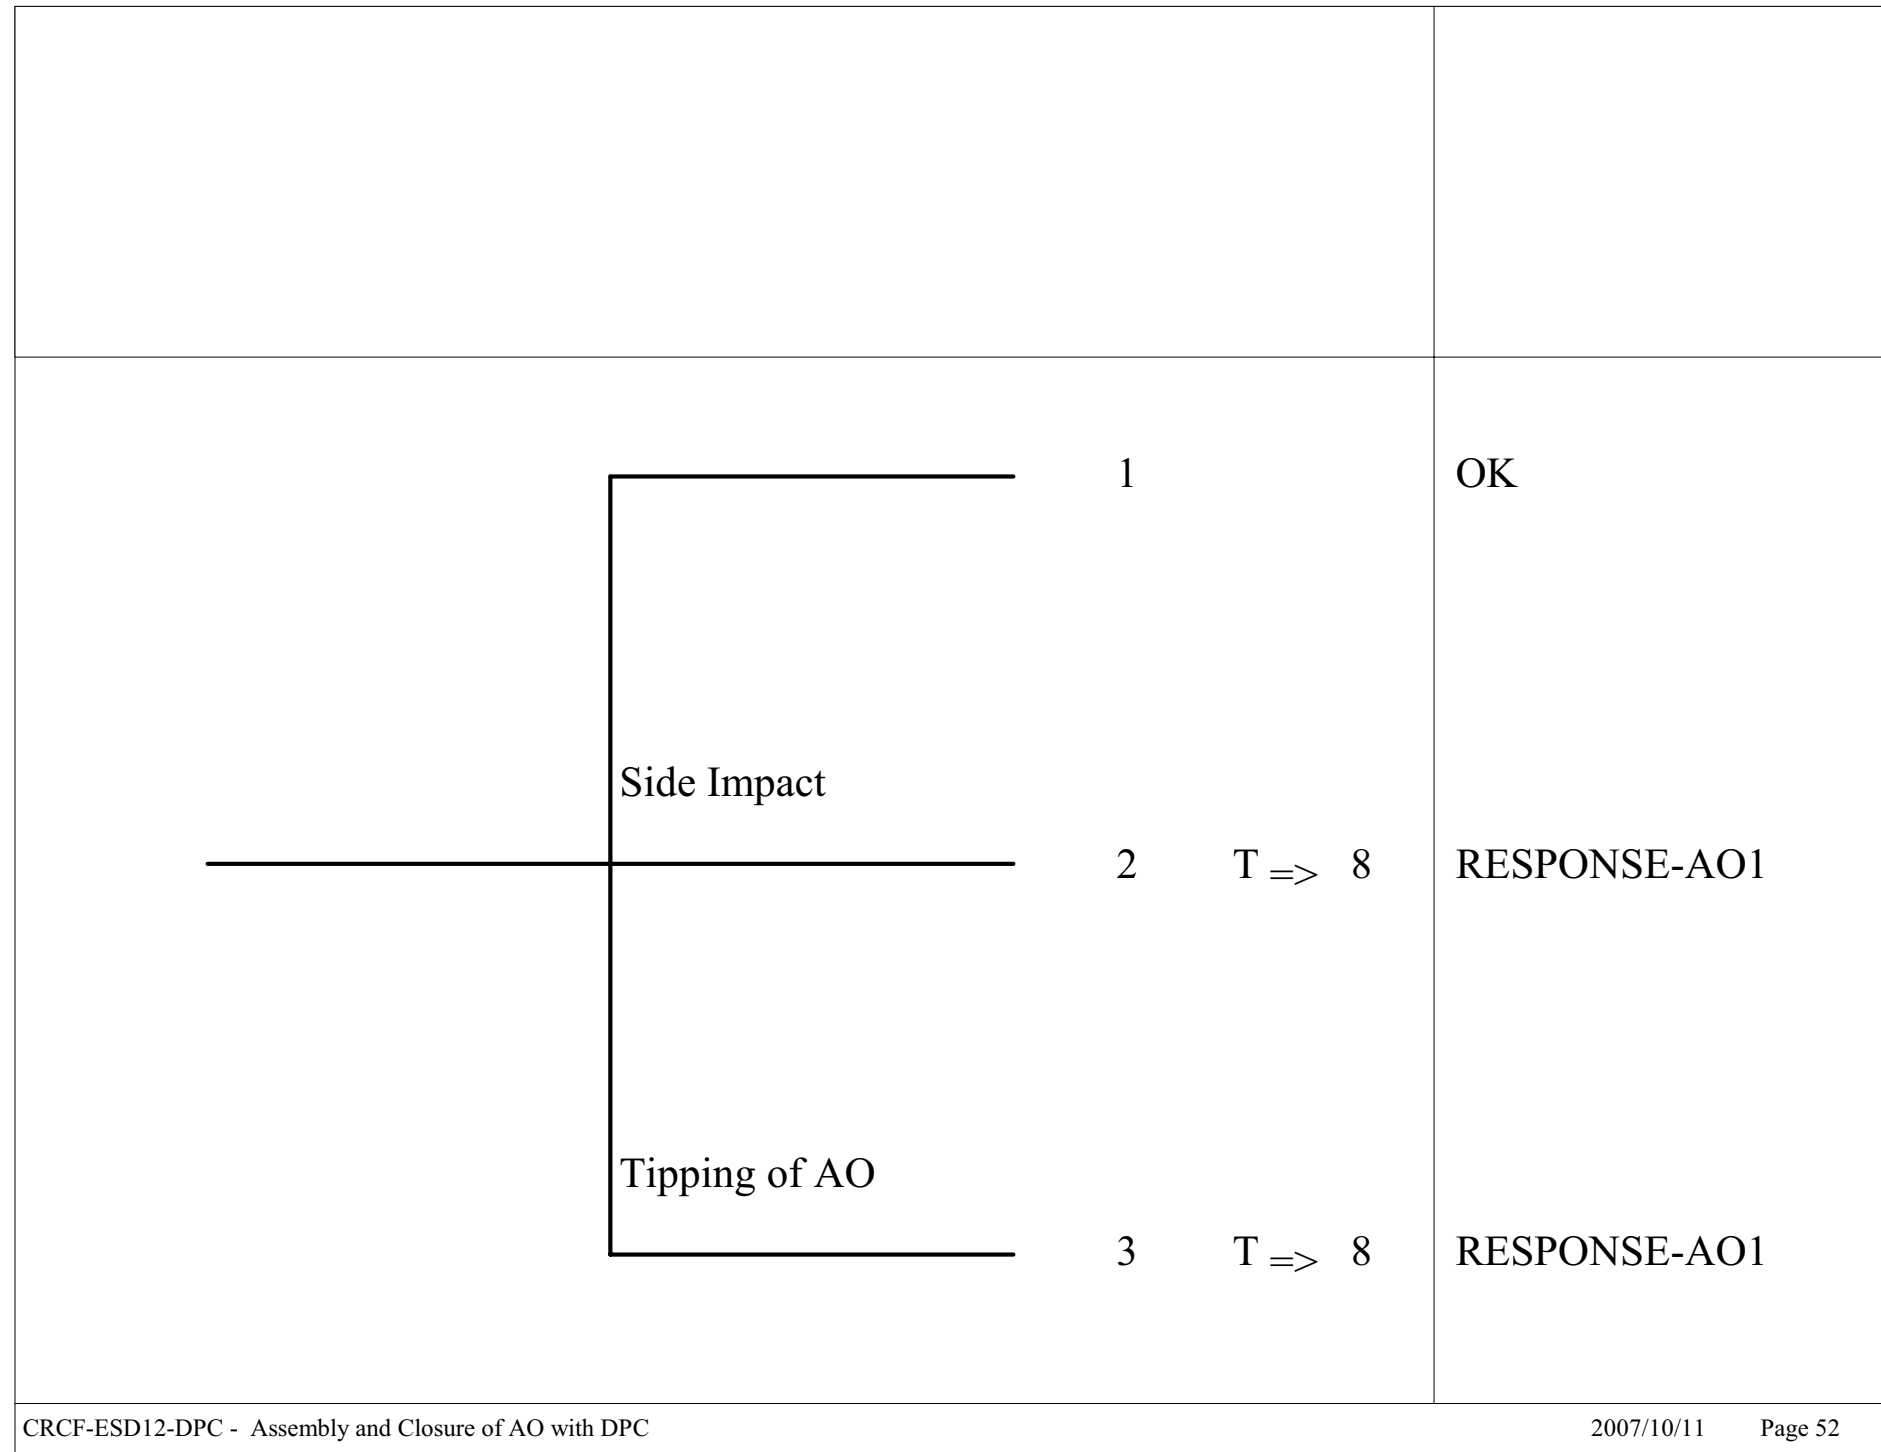 1 OK
Side Impact
2 T => 8 RESPONSE-AO1
Tipping of AO
3 T => 8 RESPONSE-AO1
CRCF-ESD12-DPC - Assembly and Closure of AO with DPC 2007/10/11 Page 52